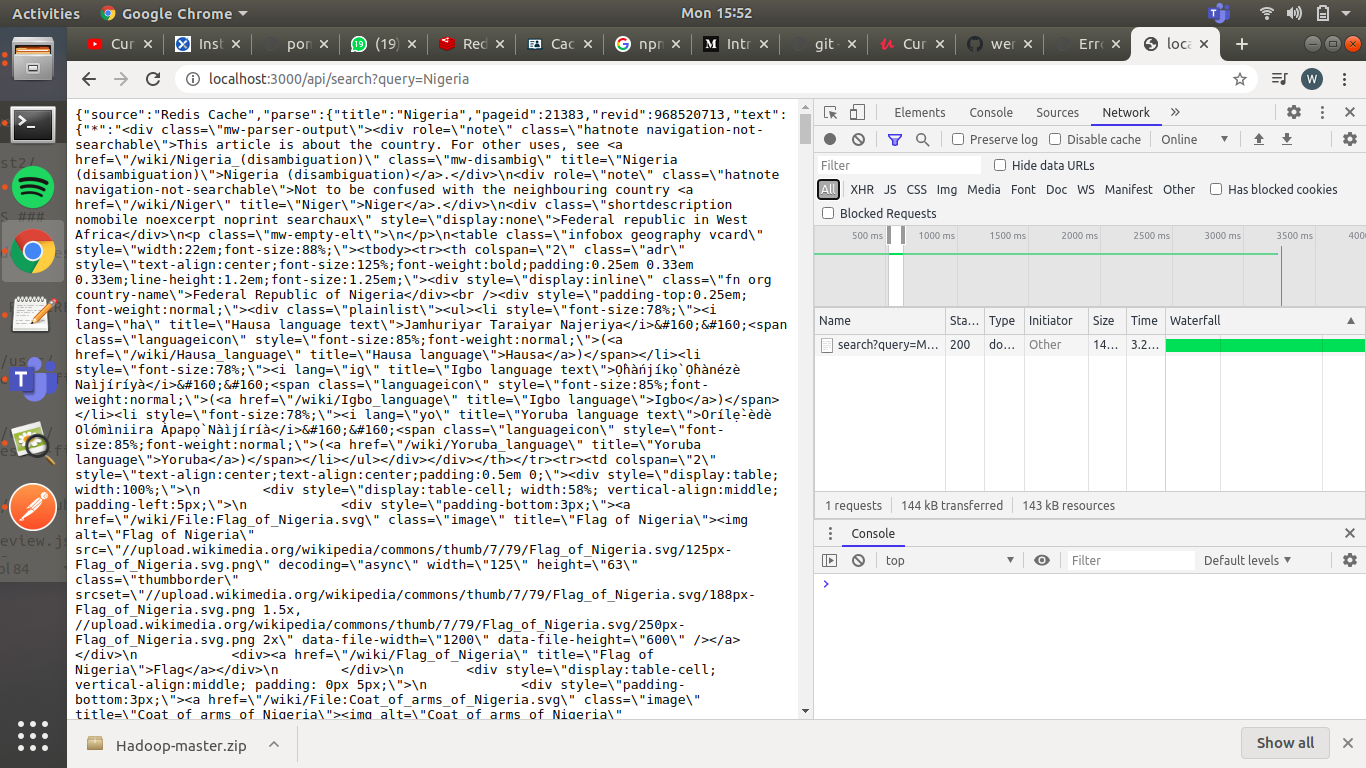 Activities
Google Chrome
Mon 15:52
Cur
Inst
por
(19)
Red
Cac
npr
Intr
git-
Cur
wer
Erro
loca
localhost:3000/api/search?query=Nigeria
W
{"source":"Redis Cache","parse":{"title":"Nigeria","pageid":21383,"revid":968520713,"text":
{"*":"<div class=\"mw-parser-output\"><div role=\"note\" class=\"hatnote navigation-not-
searchable\">This article is about the country. For other uses, see <a
href=\"/wiki/Nigeria_(disambiguation)\" class=\"mw-disambig\" title=\"Nigeria
(disambiguation)\">Nigeria (disambiguation)</a>.</div>\n<div role=\"note\" class=\"hatnote
navigation-not-searchable\">Not to be confused with the neighbouring country <a
href=\"/wiki/Niger\" title=\"Niger\">Niger</a>.</div>\n<div class=\"shortdescription
nomobile noexcerpt noprint searchaux\" style=\"display:none\">Federal republic in West
Africa</div>\n<p class=\"mw-empty-elt\">\n</p>\n<table class=\"infobox geography vcard\"
style=\"width:22em;font-size:88%;\"><tbody><tr><th colspan=\"2\" class=\"adr\"
style=\"text-align:center;font-size:125%;font-weight:bold;padding:0.25em 0.33em
0.33em;line-height:1.2em;font-size:1.25em;\"><div style=\"display:inline\" class=\"fn org
country-name\">Federal Republic of Nigeria</div><br /><div style=\"padding-top:0.25em;
font-weight:normal;\"><div class=\"plainlist\"><ul><li style=\"font-size:78%;\"><i
lang=\"ha\" title=\"Hausa language text\">Jamhuriyar Taraiyar Najeriya</i>&#160;&#160;<span
class=\"languageicon\" style=\"font-size:85%;font-weight:normal;\">(<a
href=\"/wiki/Hausa_language\" title=\"Hausa language\">Hausa</a>)</span></li><li
style=\"font-size:78%;\"><i lang=\"ig\" title=\"Igbo language text\">Ọ̀hàńjíkọ̀ Ọ̀hànézè
Naìjíríyà</i>&#160;&#160;<span class=\"languageicon\" style=\"font-size:85%;font-
weight:normal;\">(<a href=\"/wiki/Igbo_language\" title=\"Igbo language\">Igbo</a>)</span>
</li><li style=\"font-size:78%;\"><i lang=\"yo\" title=\"Yoruba language text\">Orílẹ̀-èdè
Olómìniira Àpapọ̀ Nàìjíríà</i>&#160;&#160;<span class=\"languageicon\" style=\"font-
size:85%;font-weight:normal;\">(<a href=\"/wiki/Yoruba_language\" title=\"Yoruba
language\">Yoruba</a>)</span></li></ul></div></div></th></tr><tr><td colspan=\"2\"
style=\"text-align:center;text-align:center;padding:0.5em 0;\"><div style=\"display:table;
width:100%;\">\n        <div style=\"display:table-cell; width:58%; vertical-align:middle;
padding-left:5px;\">\n            <div style=\"padding-bottom:3px;\"><a
href=\"/wiki/File:Flag_of_Nigeria.svg\" class=\"image\" title=\"Flag of Nigeria\"><img
alt=\"Flag of Nigeria\"
src=\"//upload.wikimedia.org/wikipedia/commons/thumb/7/79/Flag_of_Nigeria.svg/125px-
Flag_of_Nigeria.svg.png\" decoding=\"async\" width=\"125\" height=\"63\"
class=\"thumbborder\"
srcset=\"//upload.wikimedia.org/wikipedia/commons/thumb/7/79/Flag_of_Nigeria.svg/188px-
Flag_of_Nigeria.svg.png 1.5x,
//upload.wikimedia.org/wikipedia/commons/thumb/7/79/Flag_of_Nigeria.svg/250px-
Flag_of_Nigeria.svg.png 2x\" data-file-width=\"1200\" data-file-height=\"600\" /></a>
</div>\n            <div><a href=\"/wiki/Flag_of_Nigeria\" title=\"Flag of
Nigeria\">Flag</a></div>\n        </div>\n        <div style=\"display:table-cell;
vertical-align:middle; padding: 0px 5px;\">\n            <div style=\"padding-
bottom:3px;\"><a href=\"/wiki/File:Coat_of_arms_of_Nigeria.svg\" class=\"image\"
title=\"Coat of arms of Nigeria\"><img alt=\"Coat of arms of Nigeria\"
Elements
Console
Sources
Network
Preserve log
Disable cache
Online
Filter
Hide data URLs
All
XHR
JS
CSS
Img
Media
Font
Doc
WS
Manifest
Other
Has blocked cookies
Blocked Requests
500 ms
1000 ms
1500 ms
2000 ms
2500 ms
3000 ms
3500 ms
4000
Name
Sta...
Type
Initiator
Size
Time
Waterfall
search?query=M...
200
do...
Other
14...
3.2...
1 requests
144 kB transferred
143 kB resources
Console
top
Filter
Default levels
Hadoop-master.zip
Show all